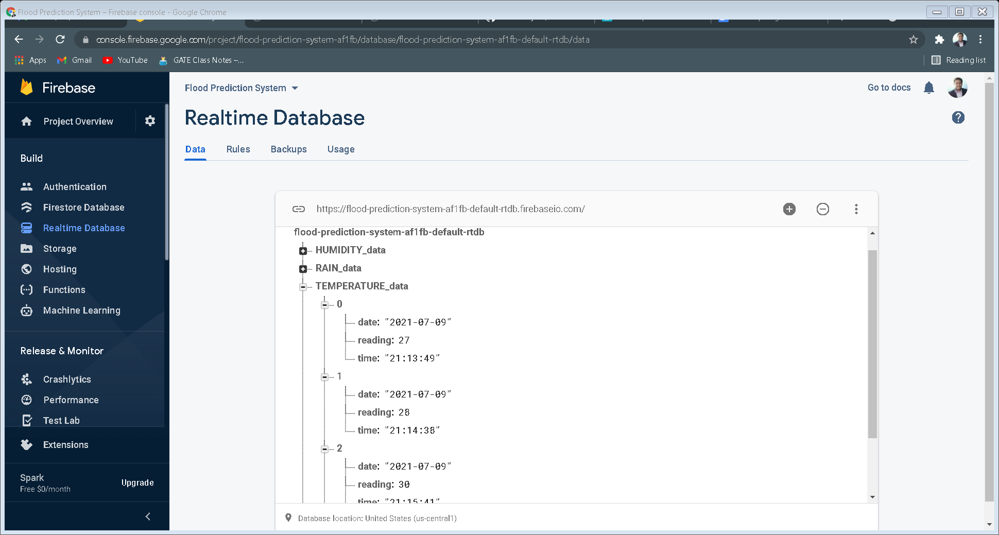 Flood Prediction System – Firebase console - Google Chrome
console.firebase.google.com/project/flood-prediction-system-af1fb/database/flood-prediction-system-af1fb-default-rtdb/data
Apps Gmail YouTube GATE Class Notes –... Reading list
Firebase
Project Overview
Build
Authentication
Firestore Database
Realtime Database
Storage
Hosting
Functions
Machine Learning
Release & Monitor
Crashlytics
Performance
Test Lab
Extensions
Spark
Free $0/month
Upgrade
Flood Prediction System
Go to docs
Realtime Database
Data Rules Backups Usage
https://flood-prediction-system-af1fb-default-rtdb.firebaseio.com/
flood-prediction-system-af1fb-default-rtdb
HUMIDITY_data
RAIN_data
TEMPERATURE_data
0
date: "2021-07-09"
reading: 27
time: "21:13:49"
1
date: "2021-07-09"
reading: 28
time: "21:14:38"
2
date: "2021-07-09"
reading: 30
time: "21:15:41"
Database location: United States (us-central1)